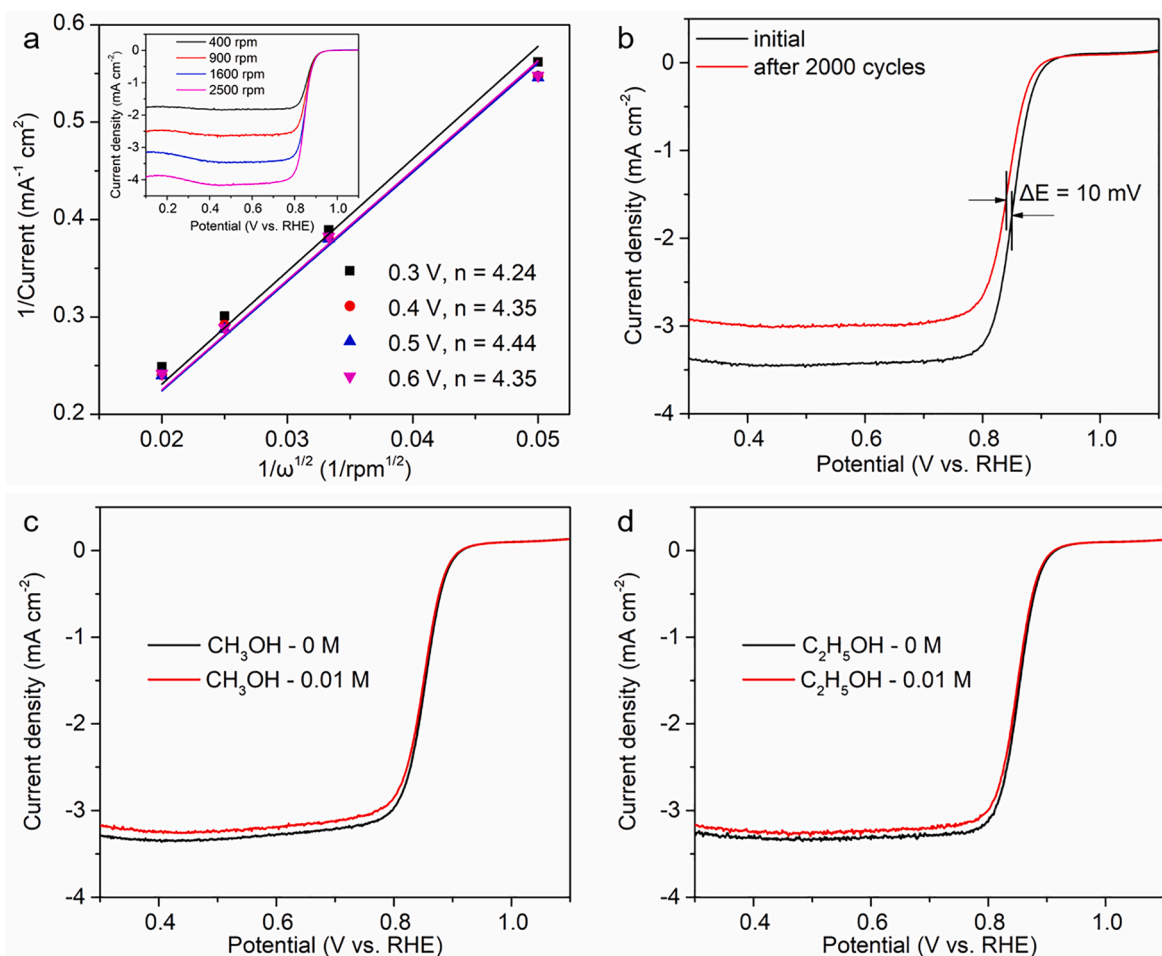 a
400 rpm
900 rpm
1600 rpm
2500 rpm
0
-1
-2
-3
-4
Current density (mA cm⁻²)
0.2 0.4 0.6 0.8 1.0
Potential (V vs. RHE)
0.6
0.5
0.4
0.3
0.2
1/Current (mA⁻¹ cm²)
0.3 V, n = 4.24
0.4 V, n = 4.35
0.5 V, n = 4.44
0.6 V, n = 4.35
0.02 0.03 0.04 0.05
1/ω^1/2 (1/rpm^1/2)
b
initial
after 2000 cycles
ΔE = 10 mV
0
-1
-2
-3
-4
Current density (mA cm⁻²)
0.4 0.6 0.8 1.0
Potential (V vs. RHE)
c
CH₃OH - 0 M
CH₃OH - 0.01 M
0
-1
-2
-3
-4
Current density (mA cm⁻²)
0.4 0.6 0.8 1.0
Potential (V vs. RHE)
d
C₂H₅OH - 0 M
C₂H₅OH - 0.01 M
0
-1
-2
-3
-4
Current density (mA cm⁻²)
0.4 0.6 0.8 1.0
Potential (V vs. RHE)